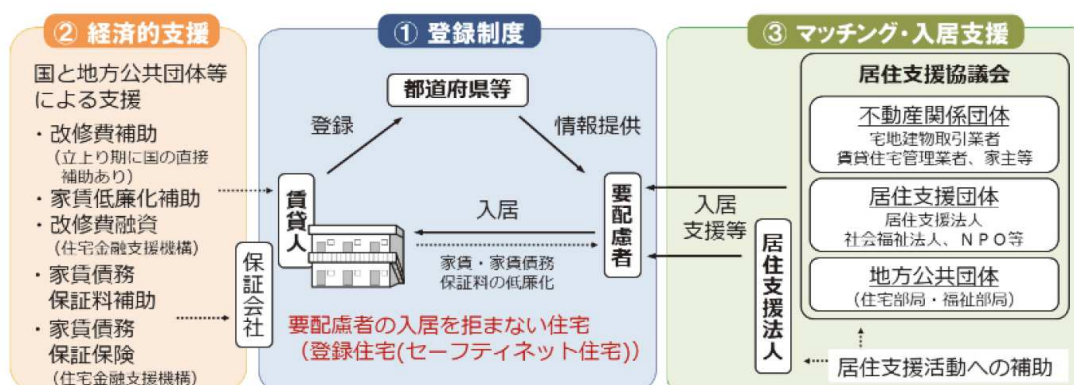 ② 経済的支援
国と地方公共団体等
による支援
・改修費補助
(立上り期に国の直接
補助あり)
・家賃低廉化補助
・改修費融資
(住宅金融支援機構)
・家賃債務
保証料補助
・家賃債務
保証保険
(住宅金融支援機構)
保証会社
① 登録制度
都道府県等
登録
情報提供
賃貸人
要配慮者
入居
家賃・家賃債務
保証料の低廉化
要配慮者の入居を拒まない住宅
(登録住宅(セーフティネット住宅))
③ マッチング・入居支援
居住支援協議会
不動産関係団体
宅地建物取引業者
賃貸住宅管理業者、家主等
居住支援団体
居住支援法人
社会福祉法人、ＮＰＯ等
地方公共団体
(住宅部局・福祉部局)
入居
支援等
居住支援法人
居住支援活動への補助